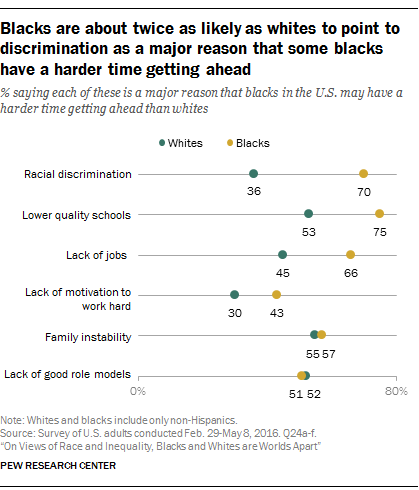 Blacks are about twice as likely as whites to point to
discrimination as a major reason that some blacks
have a harder time getting ahead
% saying each of these is a major reason that blacks in the U.S. may have a
harder time getting ahead than whites
Whites Blacks
Racial discrimination
36 70
Lower quality schools
53 75
Lack of jobs
45 66
Lack of motivation to
work hard
30 43
Family instability
55 57
Lack of good role models
51 52
0% 80%
Note: Whites and blacks include only non-Hispanics.
Source: Survey of U.S. adults conducted Feb. 29-May 8, 2016. Q24a-f.
“On Views of Race and Inequality, Blacks and Whites are Worlds Apart”
PEW RESEARCH CENTER